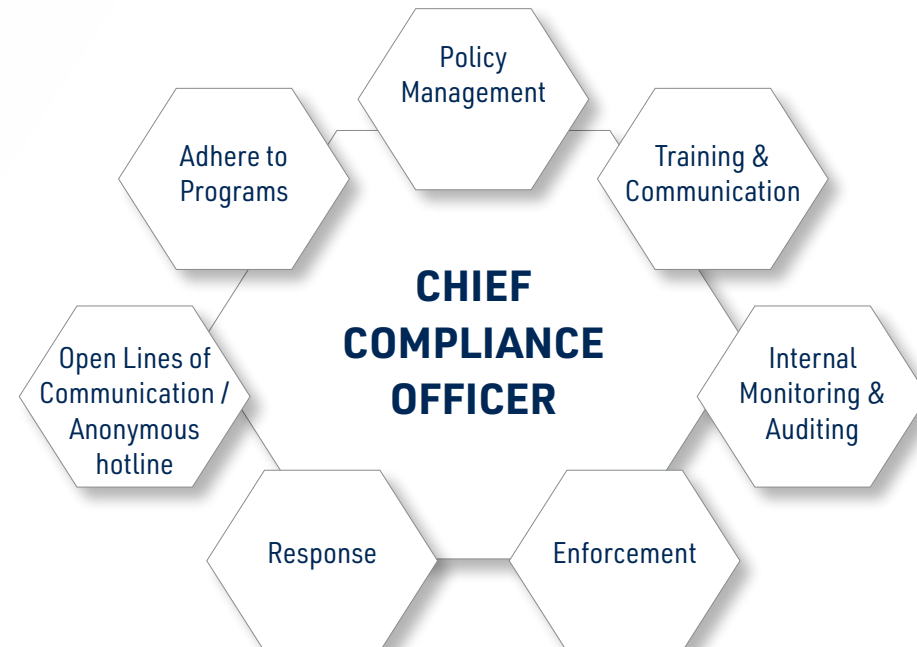 Policy
Management
Adhere to
Programs
Training &
Communication
CHIEF
COMPLIANCE
OFFICER
Open Lines of
Communication /
Anonymous
hotline
Internal
Monitoring &
Auditing
Response
Enforcement